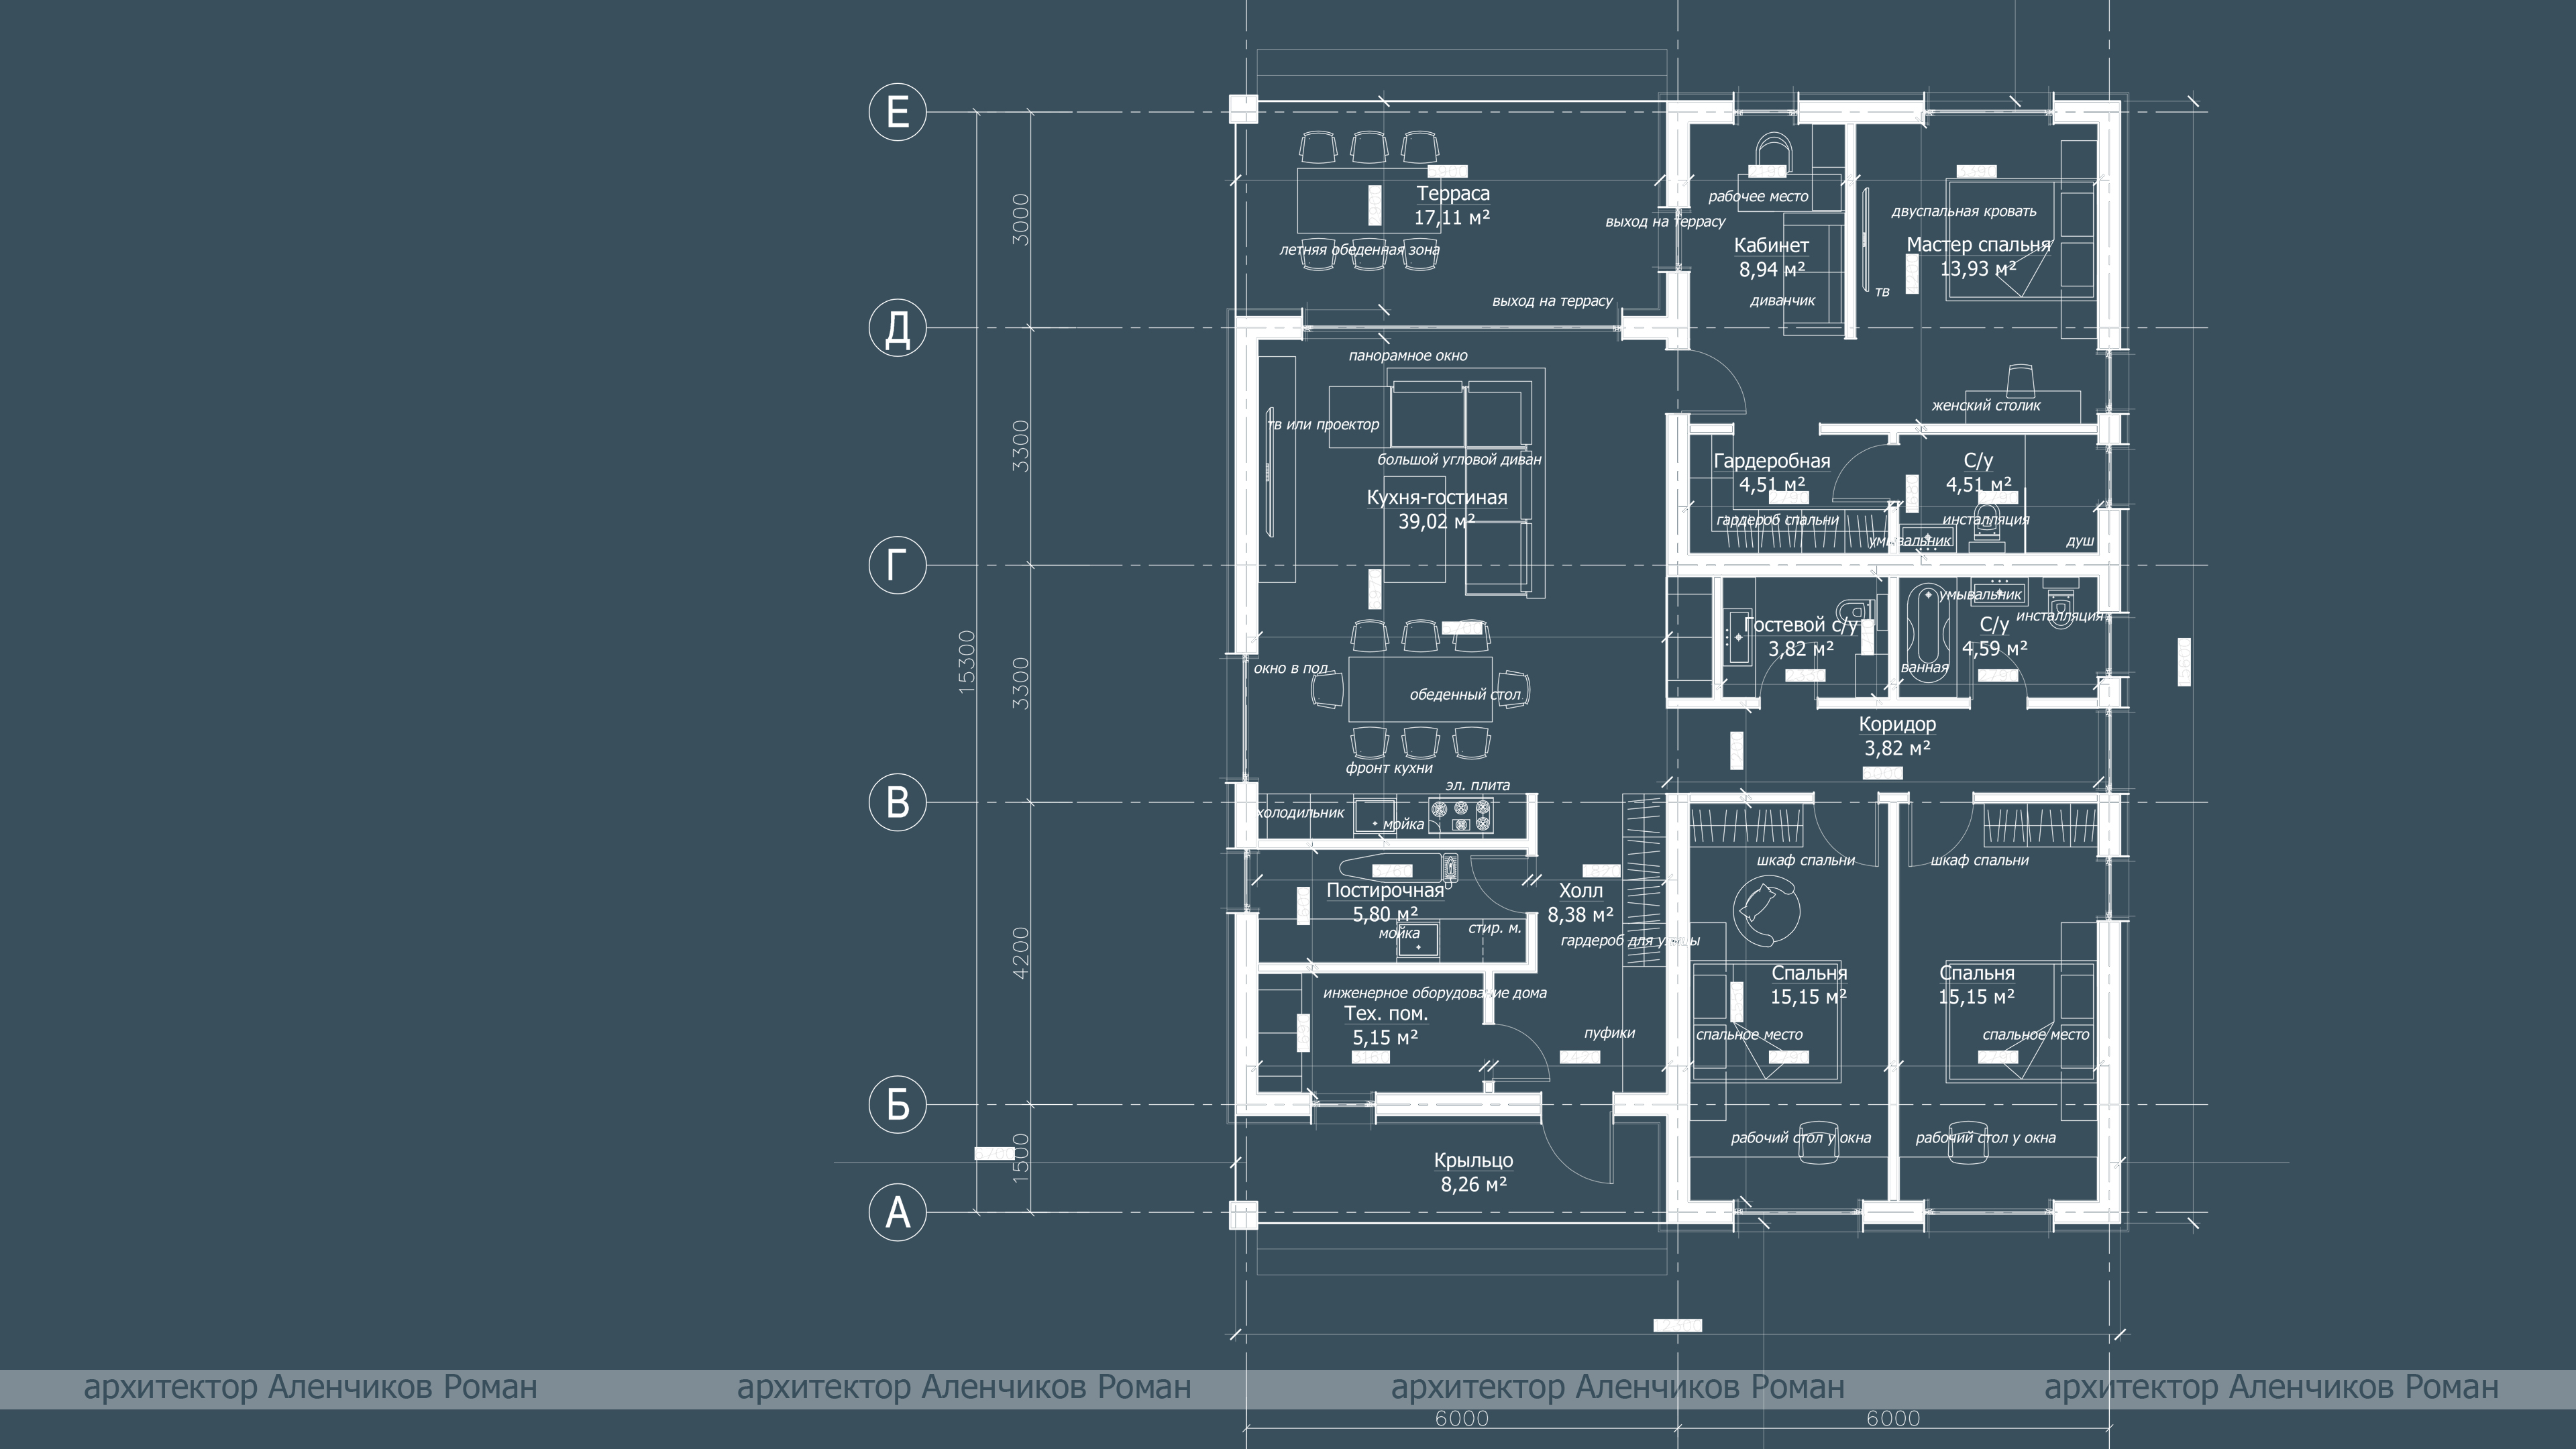 Е
Терраса
17,11 м²
летняя обеденная зона
выход на террасу
выход на террасу
рабочее место
Кабинет
8,94 м²
диванчик
двуспальная кровать
Мастер спальня
13,93 м²
тв
3000
Д
панорамное окно
тв или проектор
большой угловой диван
Кухня-гостиная
39,02 м²
женский столик
Гардеробная
4,51 м²
гардероб спальни
С/у
4,51 м²
инсталляция
умывальник
душ
3300
Г
Гостевой с/у
3,82 м²
умывальник
инсталляция
С/у
4,59 м²
ванная
15300
3300
окно в пол
обеденный стол
фронт кухни
эл. плита
Коридор
3,82 м²
В
холодильник
мойка
Постирочная
5,80 м²
мойка
стир. м.
Холл
8,38 м²
гардероб для улицы
шкаф спальни
шкаф спальни
4200
инженерное оборудование дома
Тех. пом.
5,15 м²
пуфики
Спальня
15,15 м²
спальное место
Спальня
15,15 м²
спальное место
Б
рабочий стол у окна
рабочий стол у окна
1500
Крыльцо
8,26 м²
А
архитектор Аленчиков Роман
архитектор Аленчиков Роман
архитектор Аленчиков Роман
архитектор Аленчиков Роман
6000
6000